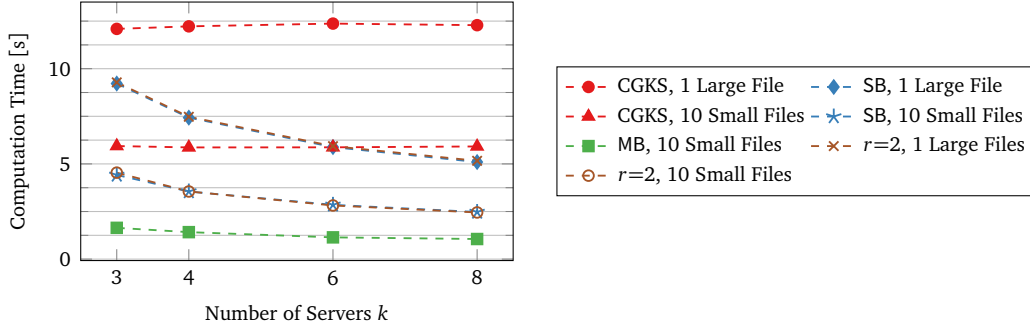 Computation Time [s]
10
5
0
3 4 6 8
Number of Servers k
CGKS, 1 Large File
SB, 1 Large File
CGKS, 10 Small Files
SB, 10 Small Files
MB, 10 Small Files
r=2, 1 Large Files
r=2, 10 Small Files